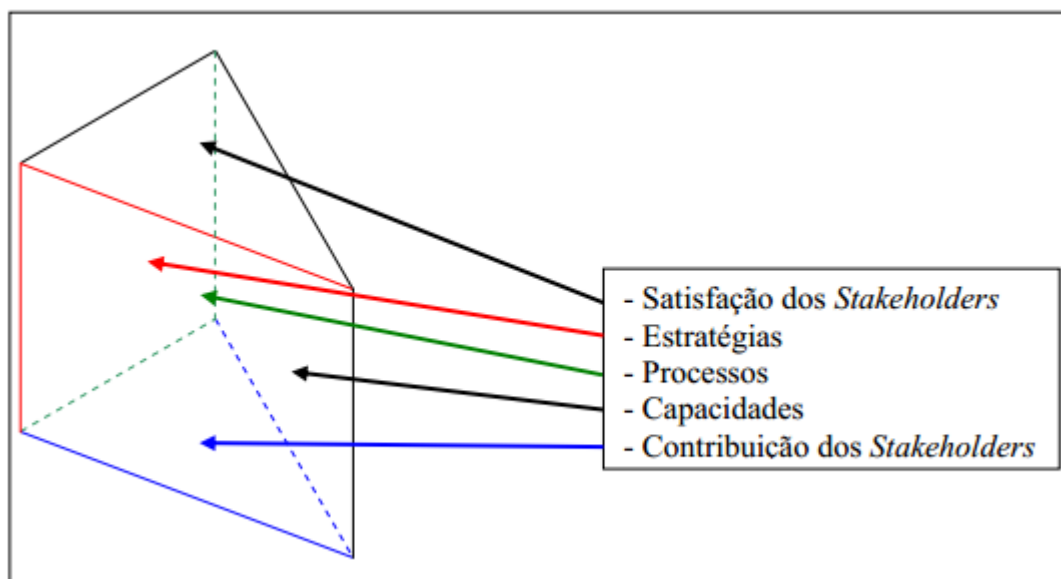 - Satisfação dos Stakeholders
- Estratégias
- Processos
- Capacidades
- Contribuição dos Stakeholders